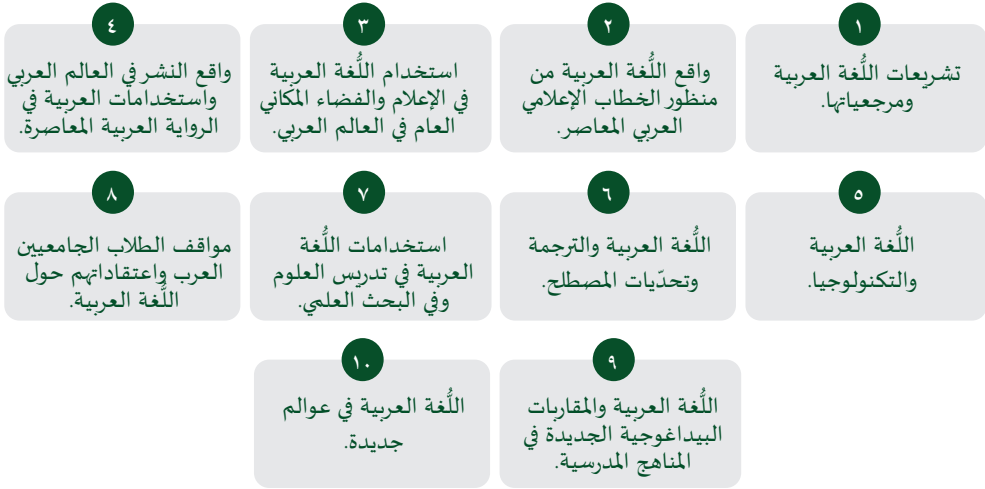 ١
تشريعات اللُّغة العربية
ومرجعياتها.
٢
واقع اللُّغة العربية من
منظور الخطاب الإعلامي
العربي المعاصر.
٣
استخدام اللُّغة العربية
في الإعلام والفضاء المكاني
العام في العالم العربي.
٤
واقع النشر في العالم العربي
واستخدامات العربية في
الرواية العربية المعاصرة.
٥
اللُّغة العربية
والتكنولوجيا.
٦
اللُّغة العربية والترجمة
وتحدّيات المصطلح.
٧
استخدامات اللُّغة
العربية في تدريس العلوم
وفي البحث العلمي.
٨
مواقف الطلاب الجامعيين
العرب واعتقاداتهم حول
اللُّغة العربية.
٩
اللُّغة العربية والمقاربات
البيداغوجية الجديدة في
المناهج المدرسية.
١٠
اللُّغة العربية في عوالم
جديدة.